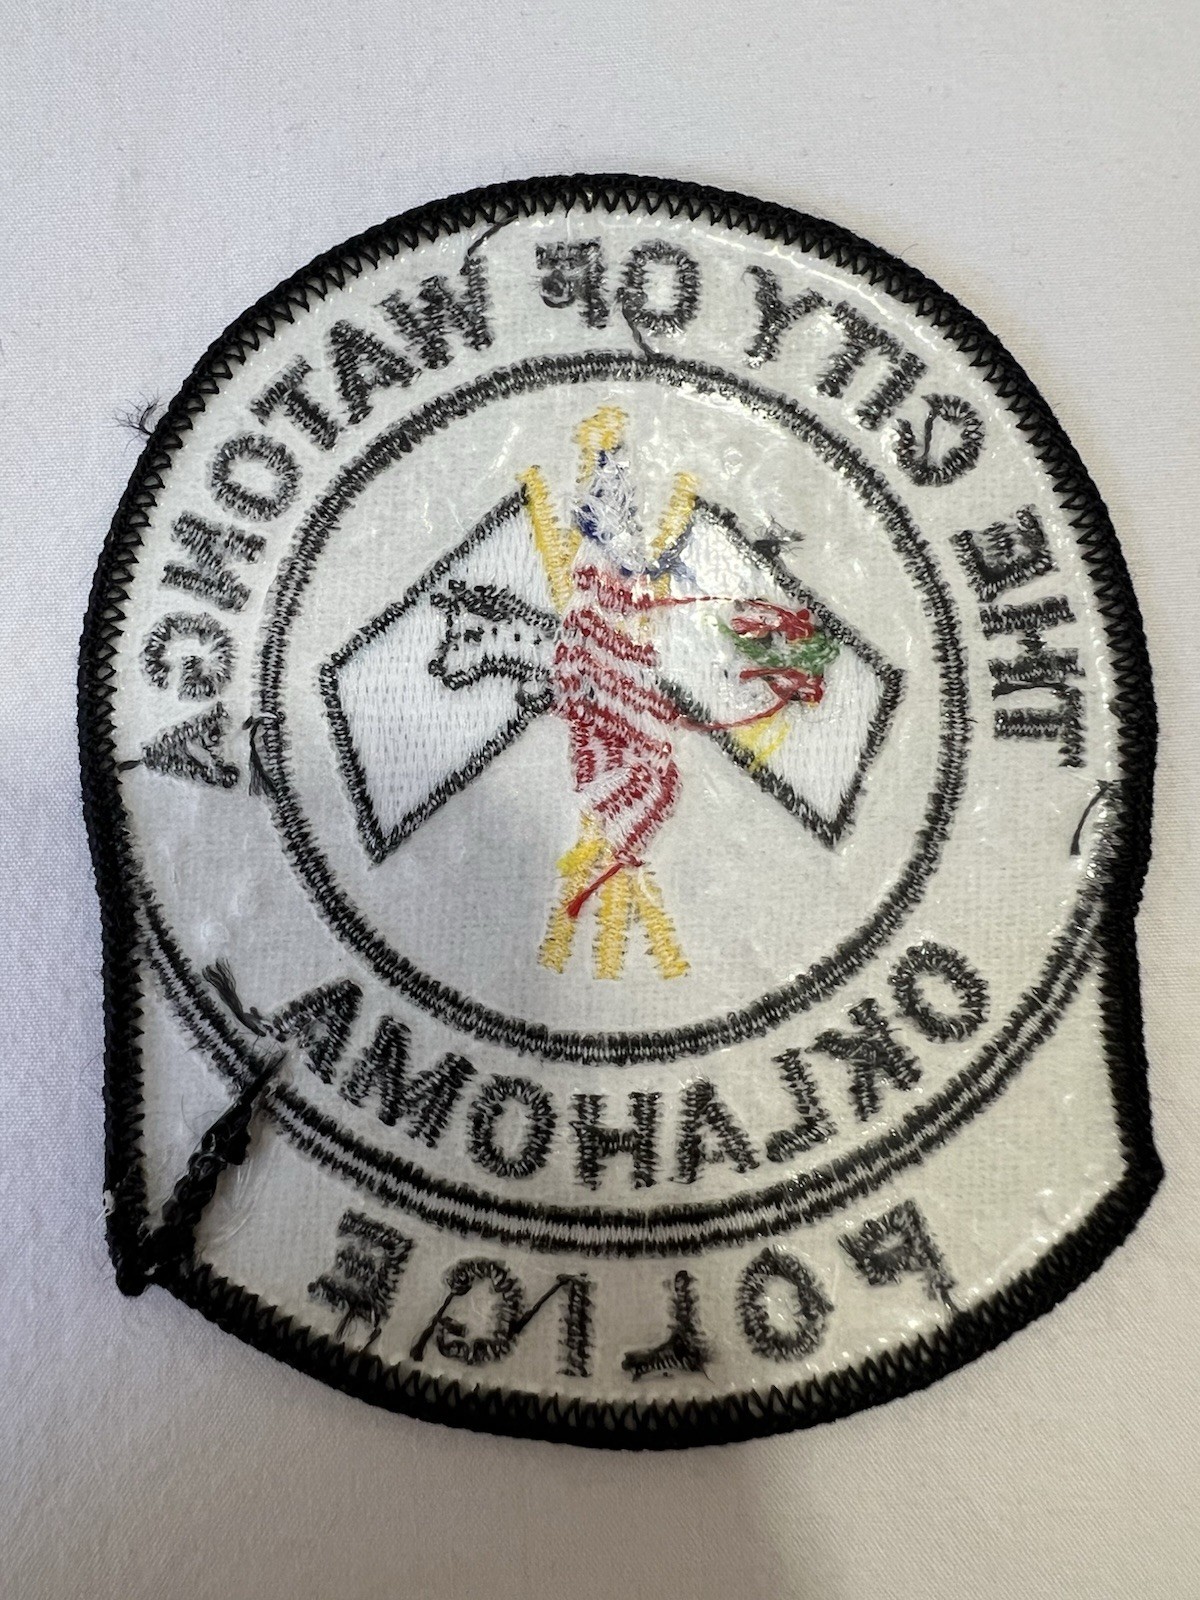 THE CITY OF WATONGA
OKLAHOMA
POLICE